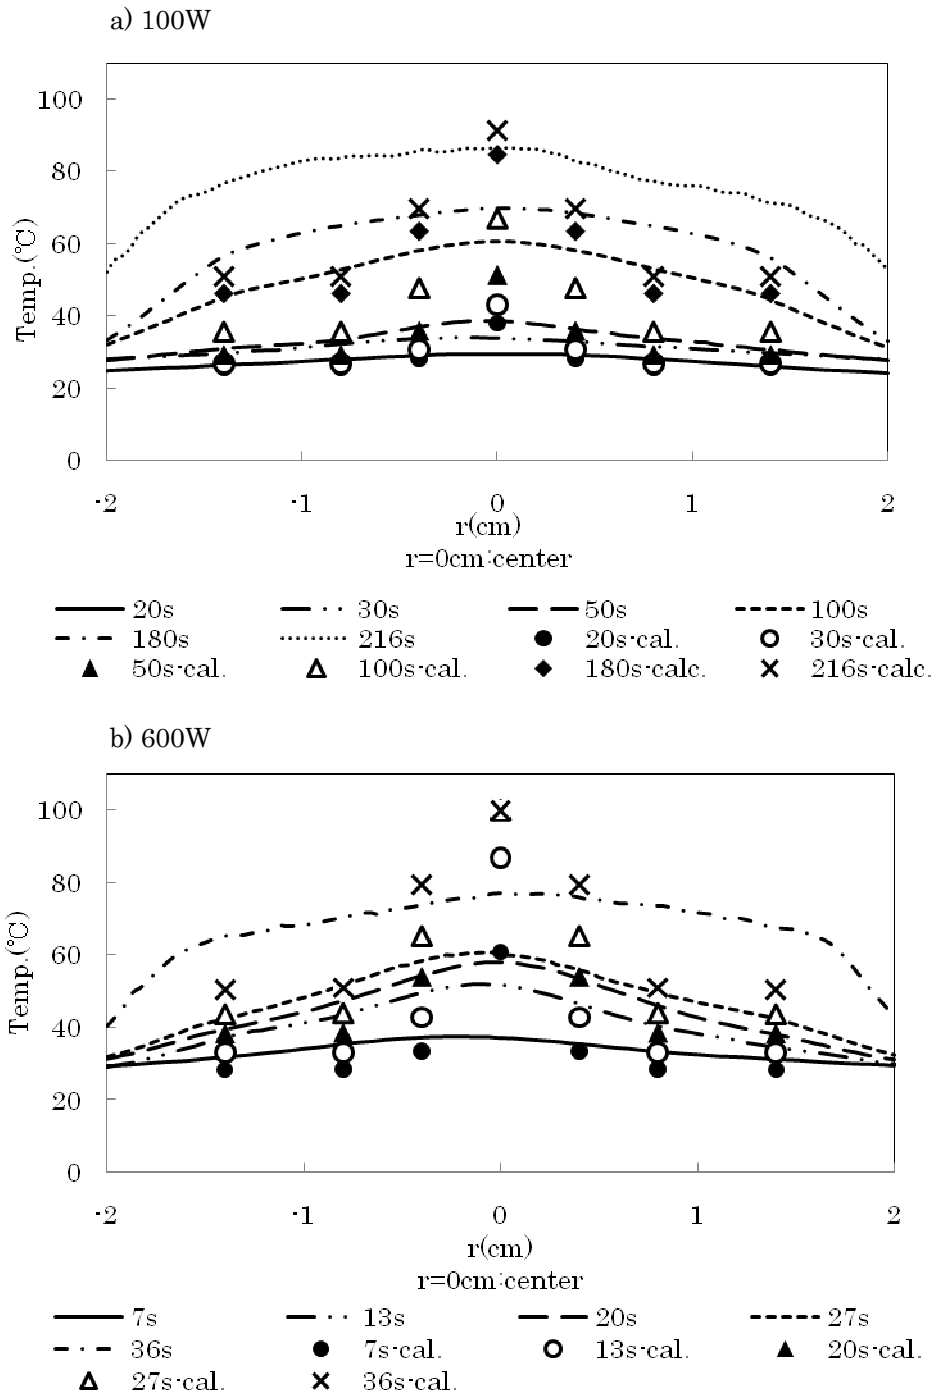 a) 100W
100
80
60
40
20
0
Temp.(℃)
-2 -1 0 1 2
r(cm)
r=0cm:center
20s 30s 50s 100s
180s 216s 20s-cal. 30s-cal.
50s-cal. 100s-cal. 180s-calc. 216s-calc.
b) 600W
100
80
60
40
20
0
Temp.(℃)
-2 -1 0 1 2
r(cm)
r=0cm:center
7s 13s 20s 27s
36s 7s-cal. 13s-cal. 20s-cal.
27s-cal. 36s-cal.